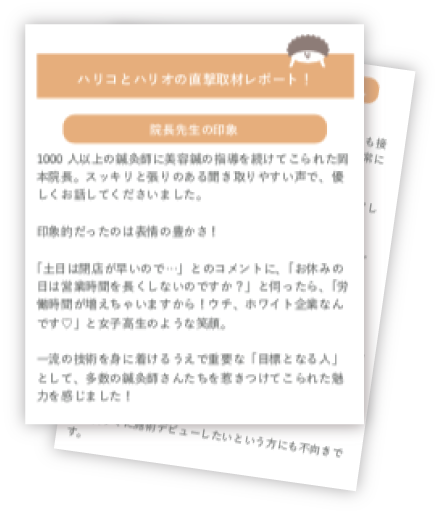 ハリコとハリオの直撃取材レポート！
院長先生の印象
1000 人以上の鍼灸師に美容鍼の指導を続けてこられた岡
本院長。スッキリと張りのある聞き取りやすい声で、優
しくお話してくださいました。
印象的だったのは表情の豊かさ！
「土日は閉店が早いので…」とのコメントに、「お休みの
日は営業時間を長くしないのですか？」と伺ったら、「労
働時間が増えちゃいますから！ウチ、ホワイト企業なん
です♡」と女子高生のような笑顔。
一流の技術を身に着けるうえで重要な「目標となる人」
として、多数の鍼灸師さんたちを惹きつけてこられた魅
力を感じました！
も接
常に
し
デビューしたいという方にも不向きで
す。